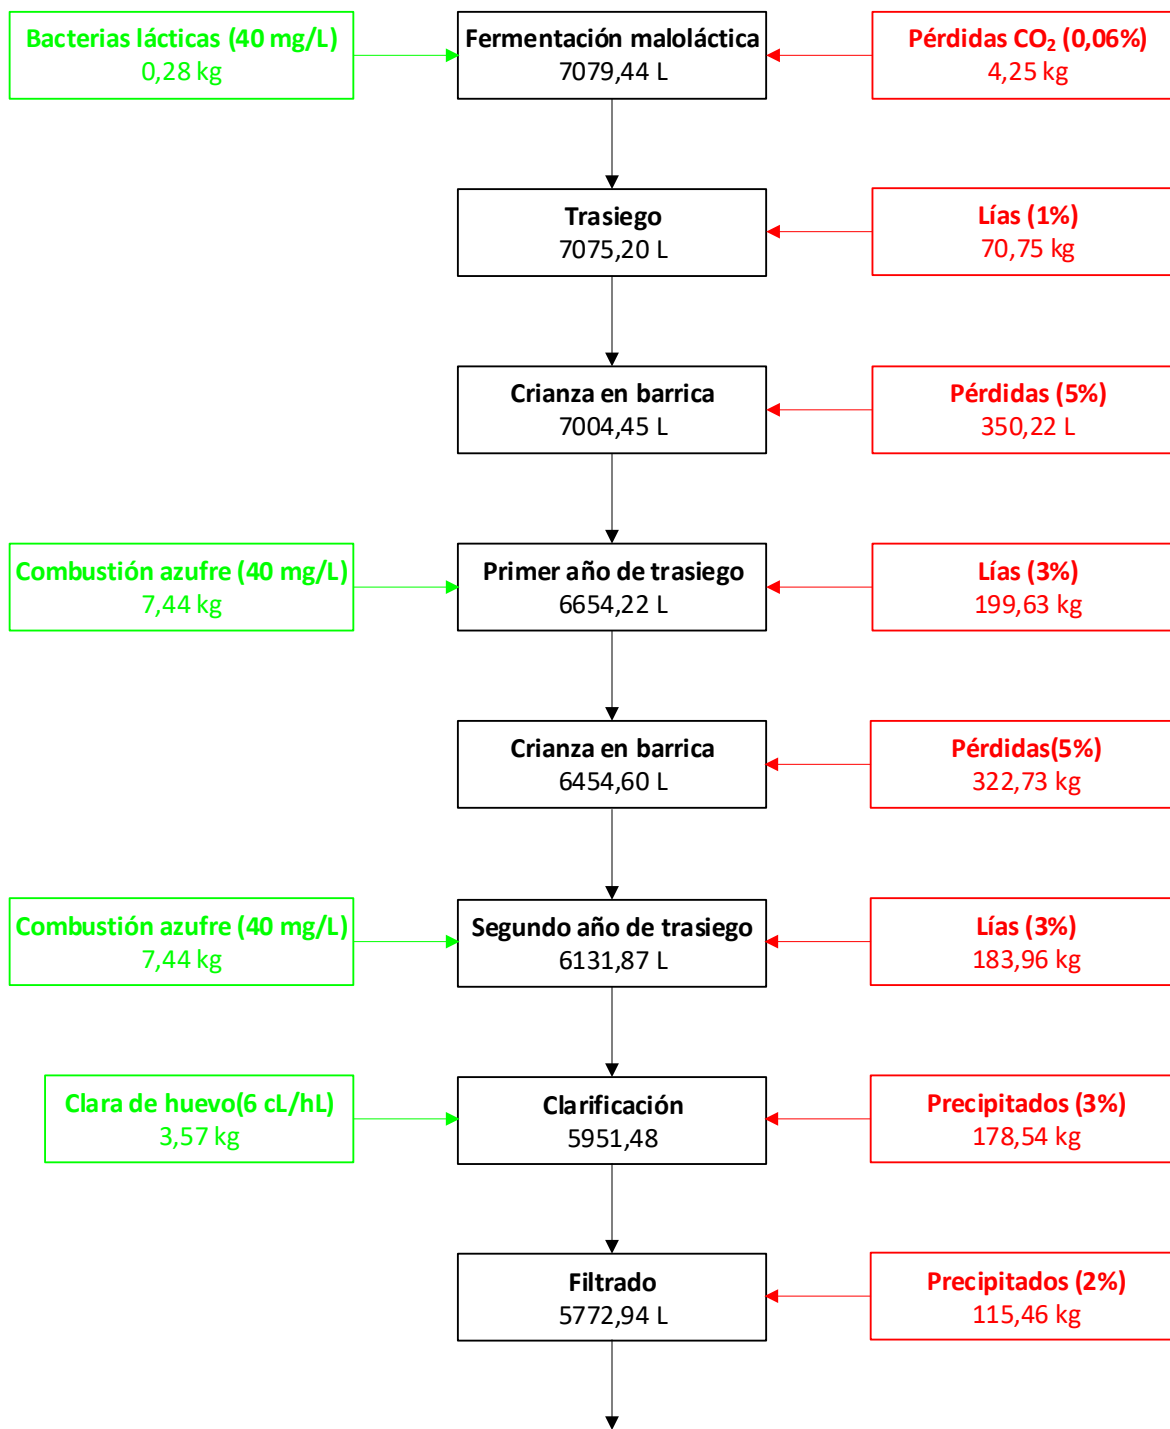 Bacterias lácticas (40 mg/L)
0,28 kg
Fermentación maloláctica
7079,44 L
Pérdidas CO₂ (0,06%)
4,25 kg
Trasiego
7075,20 L
Lías (1%)
70,75 kg
Crianza en barrica
7004,45 L
Pérdidas (5%)
350,22 L
Combustión azufre (40 mg/L)
7,44 kg
Primer año de trasiego
6654,22 L
Lías (3%)
199,63 kg
Crianza en barrica
6454,60 L
Pérdidas(5%)
322,73 kg
Combustión azufre (40 mg/L)
7,44 kg
Segundo año de trasiego
6131,87 L
Lías (3%)
183,96 kg
Clara de huevo(6 cL/hL)
3,57 kg
Clarificación
5951,48
Precipitados (3%)
178,54 kg
Filtrado
5772,94 L
Precipitados (2%)
115,46 kg